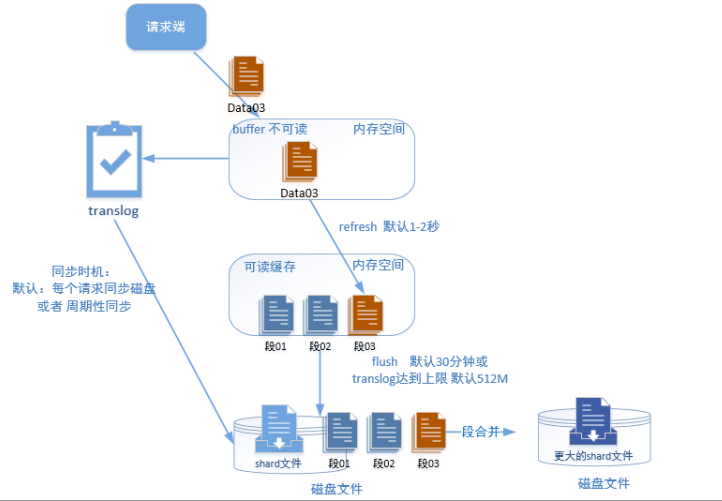 请求端
Data03
buffer 不可读
内存空间
Data03
translog
refresh 默认1-2秒
同步时机：
默认：每个请求同步磁盘
或者 周期性同步
可读缓存
内存空间
段01
段02
段03
flush 默认30分钟或
translog达到上限 默认512M
shard文件
段01
段02
段03
段合并
更大的shard文件
磁盘文件
磁盘文件